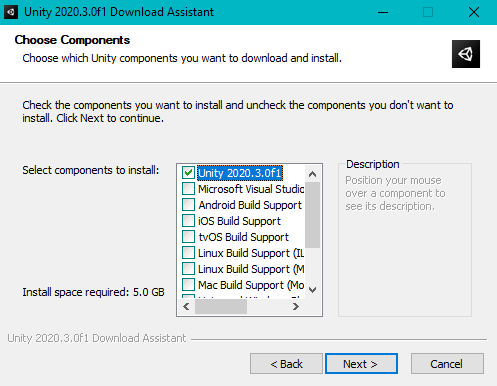 Unity 2020.3.0f1 Download Assistant
Choose Components
Choose which Unity components you want to download and install.
Check the components you want to install and uncheck the components you don't want to
install. Click Next to continue.
Select components to install:
Unity 2020.3.0f1
Microsoft Visual Studio
Android Build Support
iOS Build Support
tvOS Build Support
Linux Build Support (IL
Linux Build Support (M
Mac Build Support (Mo
Description
Position your mouse
over a component to
see its description.
Install space required: 5.0 GB
Unity 2020.3.0f1 Download Assistant
< Back
Next >
Cancel